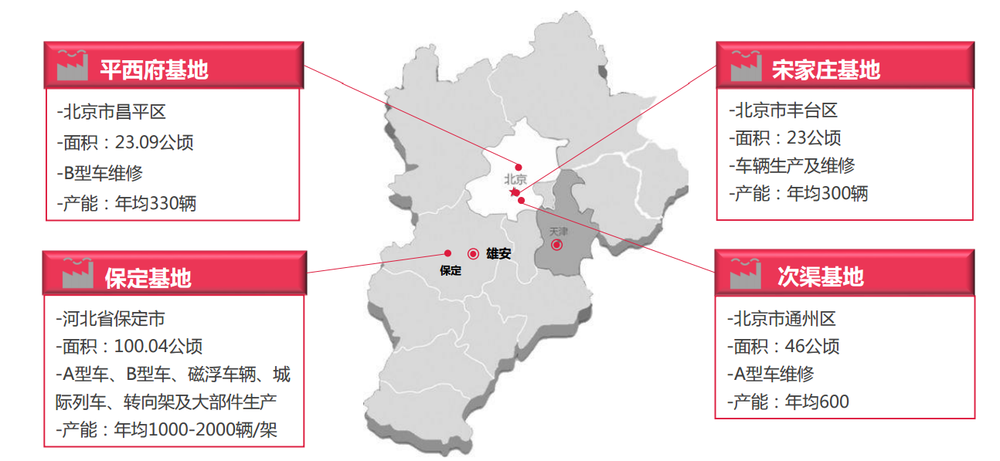 平西府基地
-北京市昌平区
-面积：23.09公顷
-B型车维修
-产能：年均330辆
宋家庄基地
-北京市丰台区
-面积：23公顷
-车辆生产及维修
-产能：年均300辆
北京
天津
雄安
保定
保定基地
-河北省保定市
-面积：100.04公顷
-A型车、B型车、磁浮车辆、城
际列车、转向架及大部件生产
-产能：年均1000-2000辆/架
次渠基地
-北京市通州区
-面积：46公顷
-A型车维修
-产能：年均600